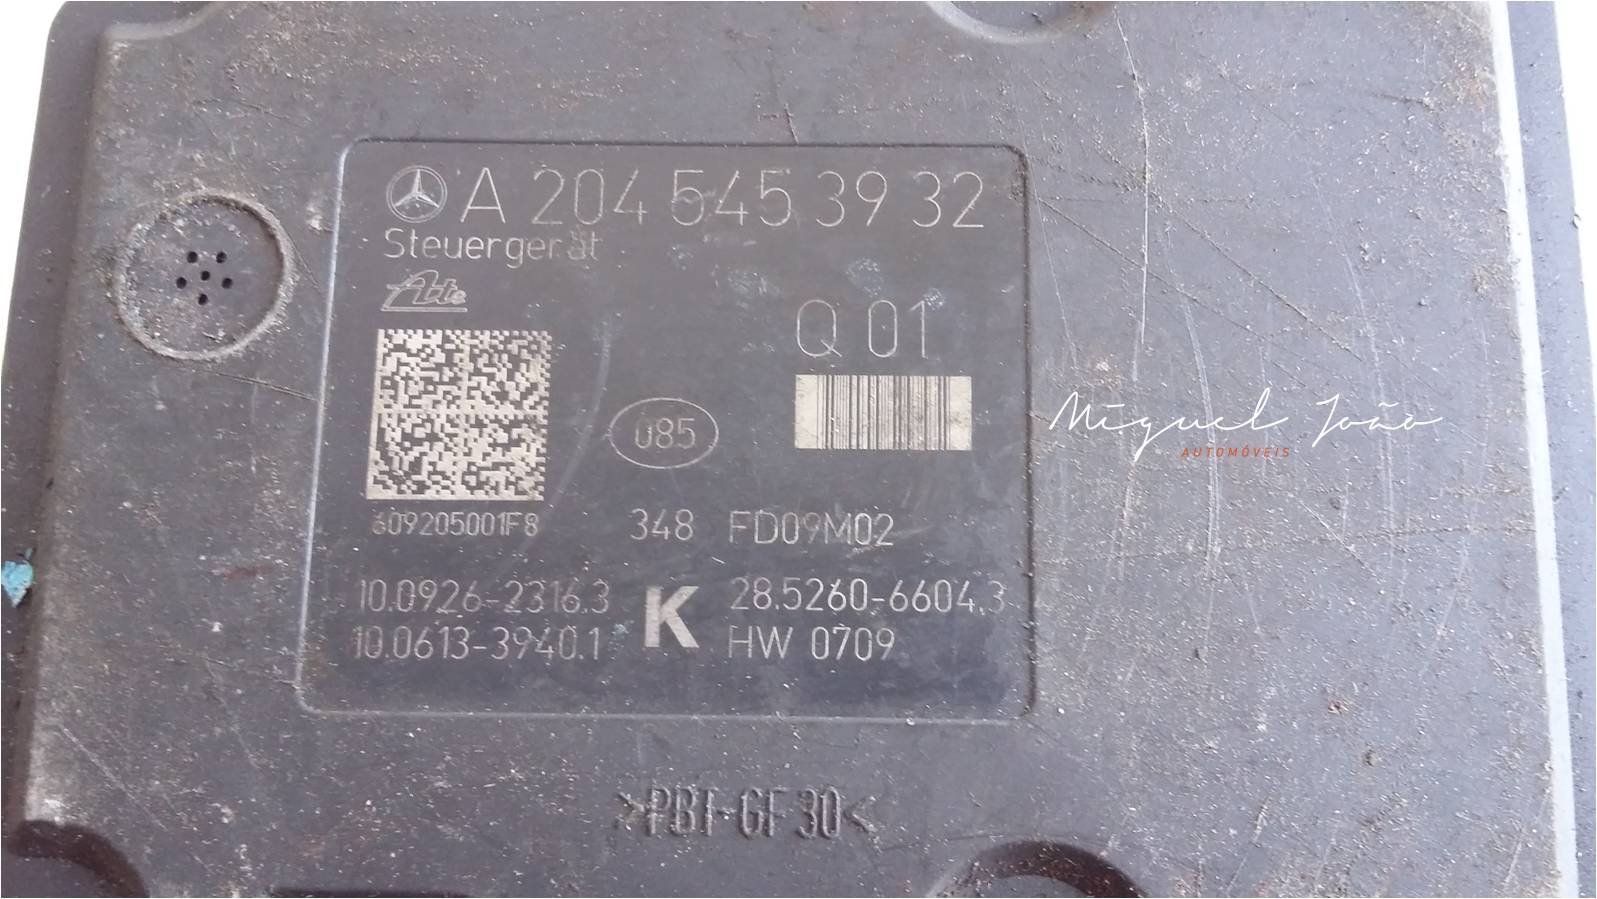 A 204 545 39 32
Steuergerät
Ate
Q 01
085
609205001F8
348 FD09M02
10.0926-2316.3 K 28.5260-6604.3
10.0613-3940.1 HW 0709
>PBT-GF30<
Miguel João
AUTOMÓVEIS